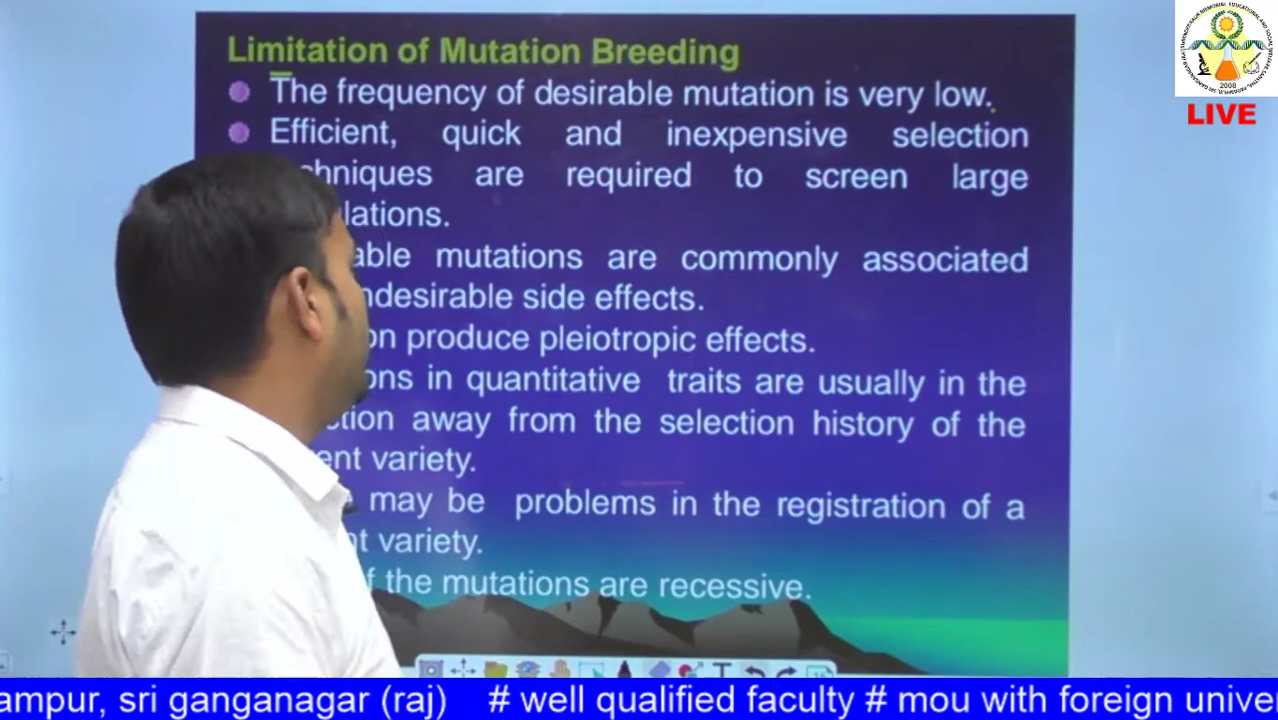 Limitation of Mutation Breeding
The frequency of desirable mutation is very low.
Efficient, quick and inexpensive selection
chniques are required to screen large
lations.
able mutations are commonly associated
ndesirable side effects.
on produce pleiotropic effects.
ons in quantitative traits are usually in the
ction away from the selection history of the
ent variety.
may be problems in the registration of a
nt variety.
f the mutations are recessive.
2008
LIVE
ampur, sri ganganagar (raj) # well qualified faculty # mou with foreign univer